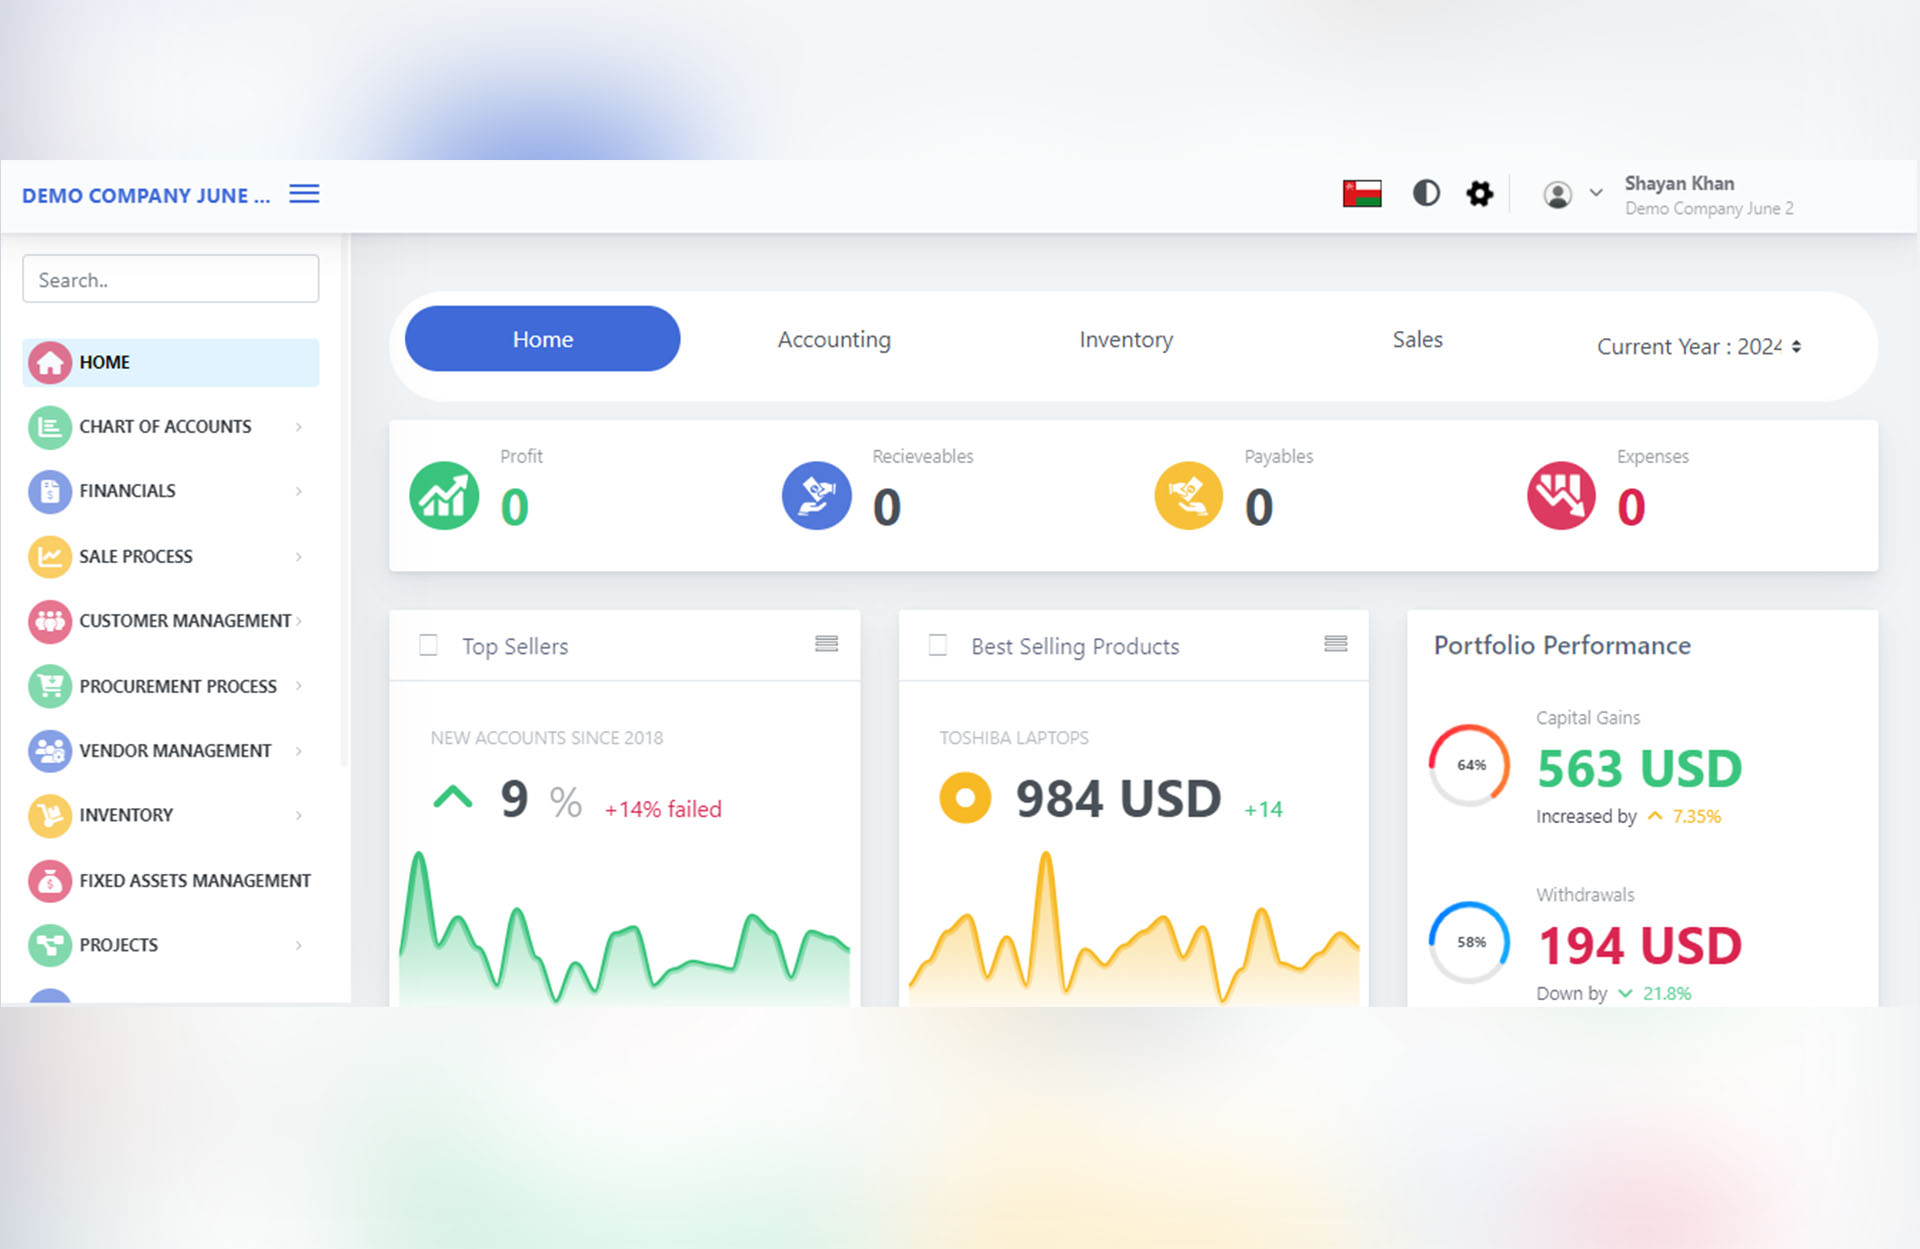 DEMO COMPANY JUNE ...
Shayan Khan
Demo Company June 2
Search..
HOME
CHART OF ACCOUNTS
FINANCIALS
SALE PROCESS
CUSTOMER MANAGEMENT
PROCUREMENT PROCESS
VENDOR MANAGEMENT
INVENTORY
FIXED ASSETS MANAGEMENT
PROJECTS
Home Accounting Inventory Sales Current Year : 2024
Profit
0
Recieveables
0
Payables
0
Expenses
0
Top Sellers
NEW ACCOUNTS SINCE 2018
9 % +14% failed
Best Selling Products
TOSHIBA LAPTOPS
984 USD +14
Portfolio Performance
64%
Capital Gains
563 USD
Increased by 7.35%
58%
Withdrawals
194 USD
Down by 21.8%